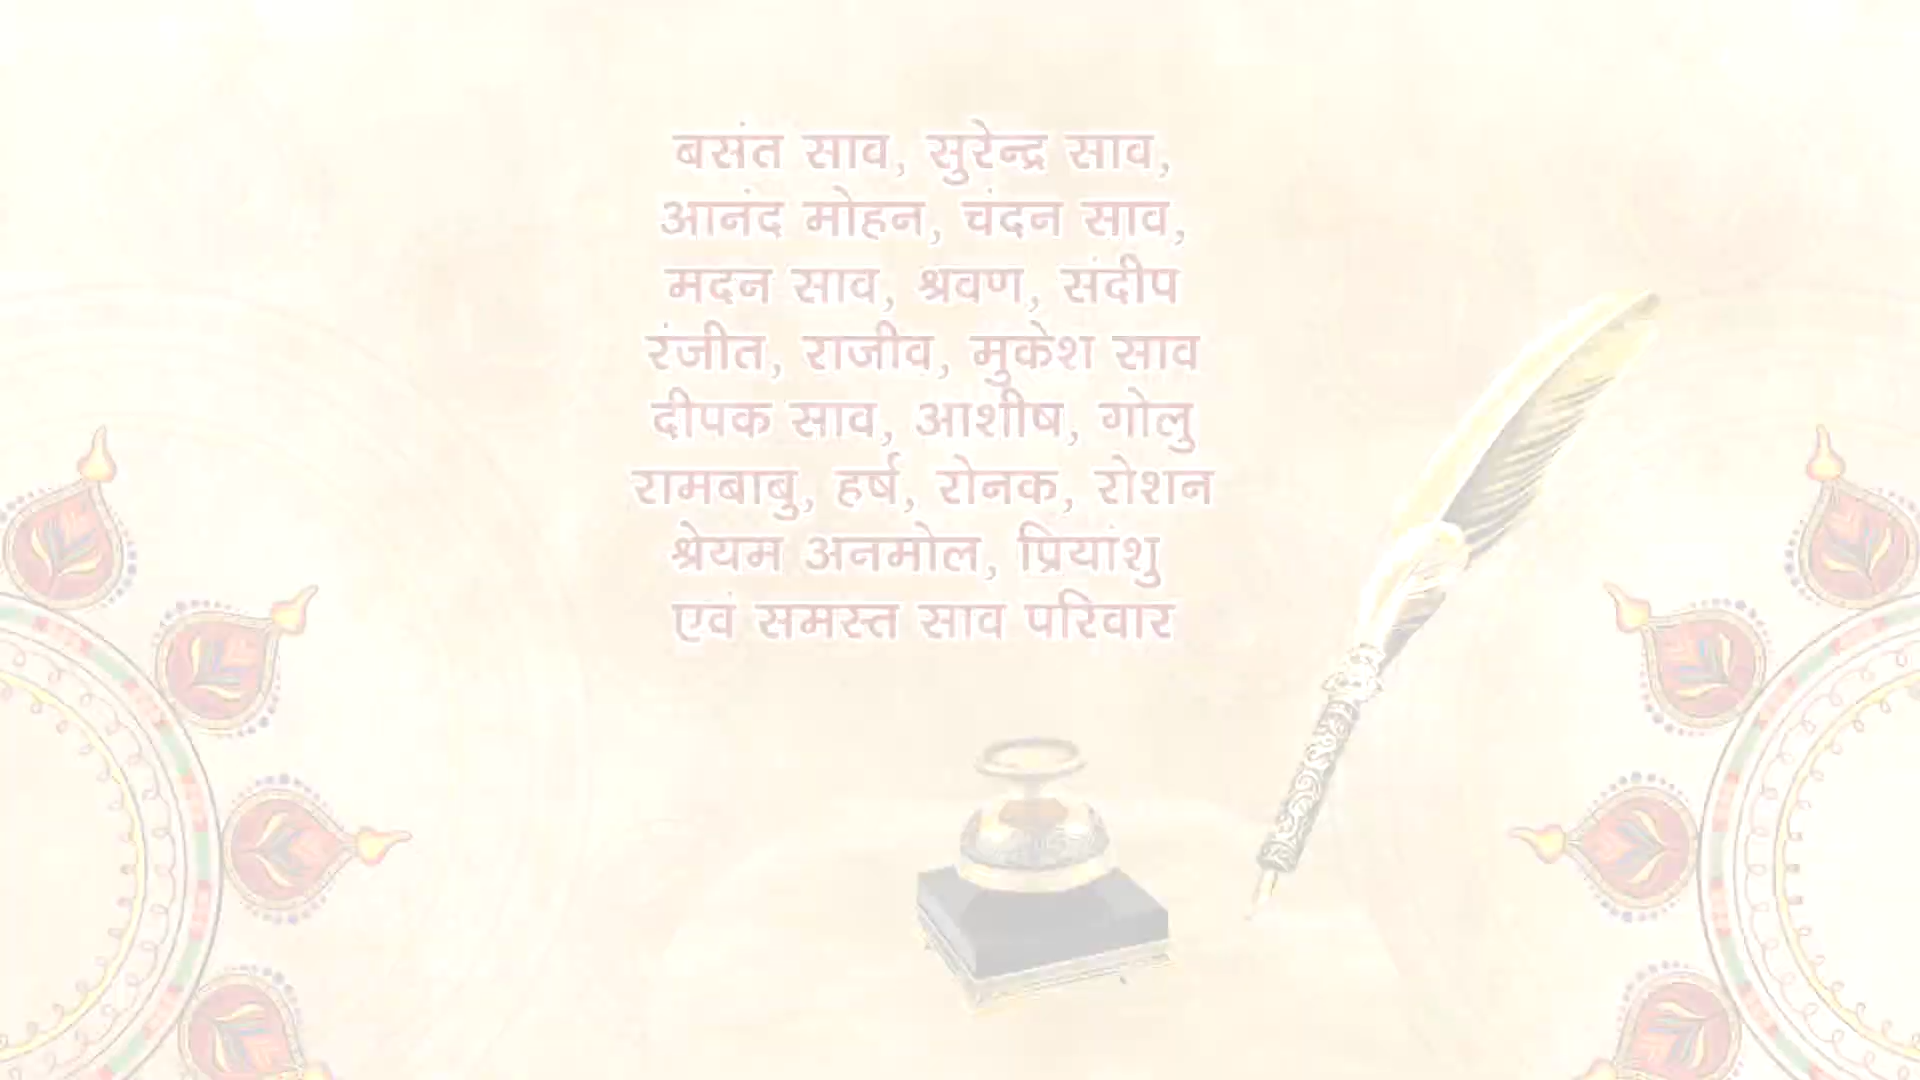 बसंत साव, सुरेन्द्र साव,
आनंद मोहन, चंदन साव,
मदन साव, श्रवण, संदीप
रंजीत, राजीव, मुकेश साव
दीपक साव, आशीष, गोलु
रामबाबु, हर्ष, रोनक, रोशन
श्रेयम अनमोल, प्रियांशु
एवं समस्त साव परिवार